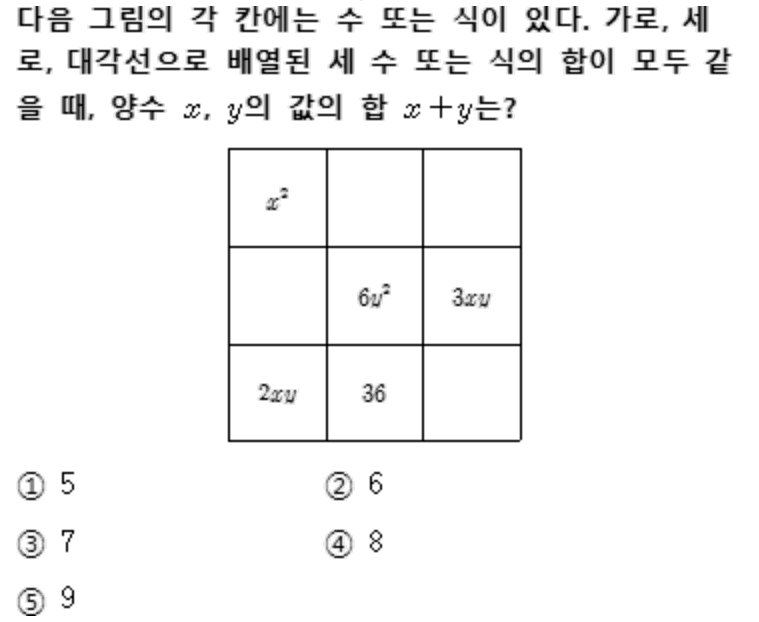 다음 그림의 각 칸에는 수 또는 식이 있다. 가로, 세
로, 대각선으로 배열된 세 수 또는 식의 합이 모두 같
을 때, 양수 x, y의 값의 합 x+y는?
x²
6y² 3xy
2xy 36
① 5 ② 6
③ 7 ④ 8
⑤ 9